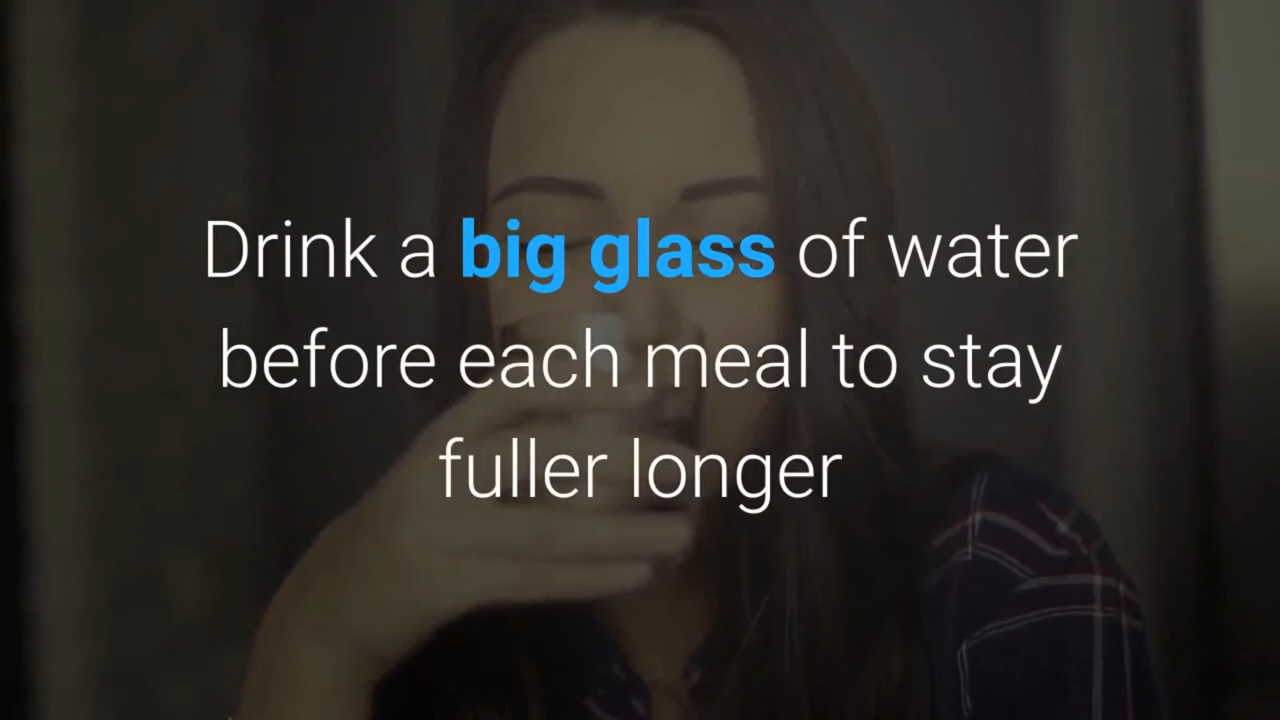 Drink a big glass of water
before each meal to stay
fuller longer